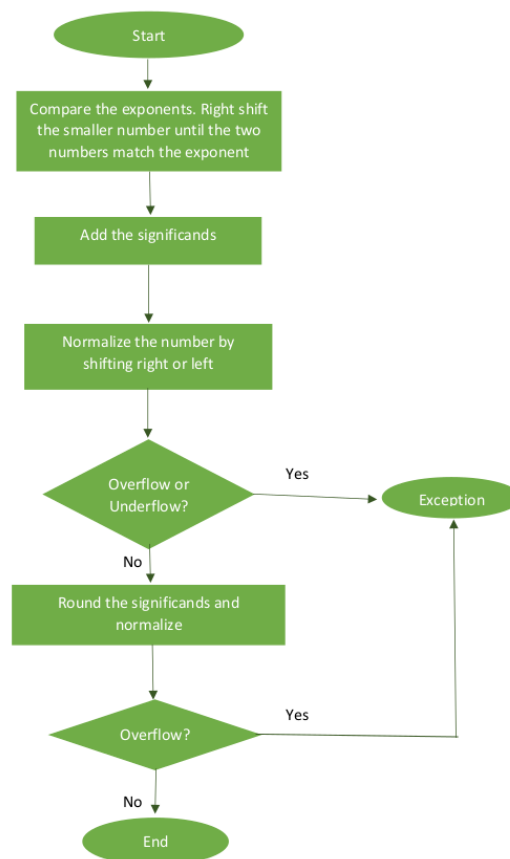 Start
Compare the exponents. Right shift
the smaller number until the two
numbers match the exponent
Add the significands
Normalize the number by
shifting right or left
Overflow or
Underflow?
Yes
Exception
No
Round the significands and
normalize
Overflow?
Yes
No
End